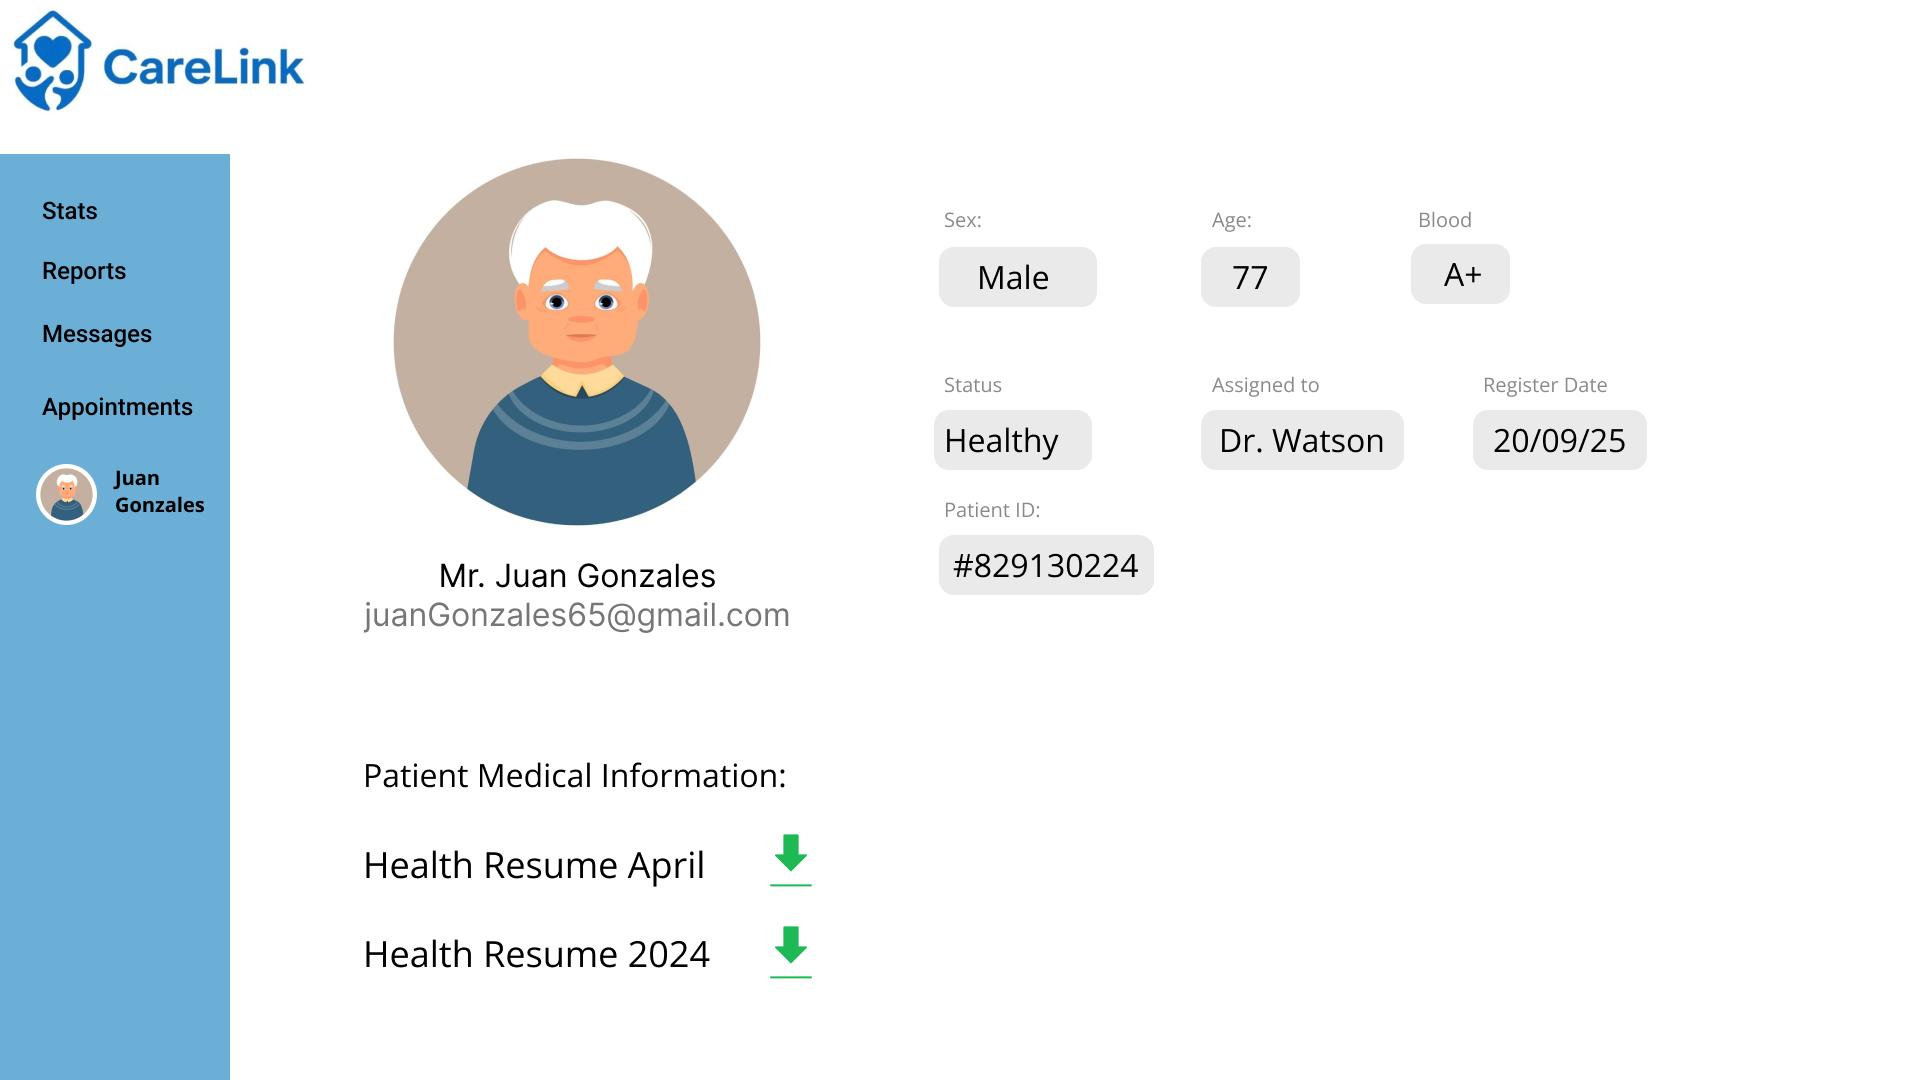 CareLink
Stats
Reports
Messages
Appointments
Juan
Gonzales
Mr. Juan Gonzales
juanGonzales65@gmail.com
Sex:
Age:
Blood
Male
77
A+
Status
Assigned to
Register Date
Healthy
Dr. Watson
20/09/25
Patient ID:
#829130224
Patient Medical Information:
Health Resume April
Health Resume 2024